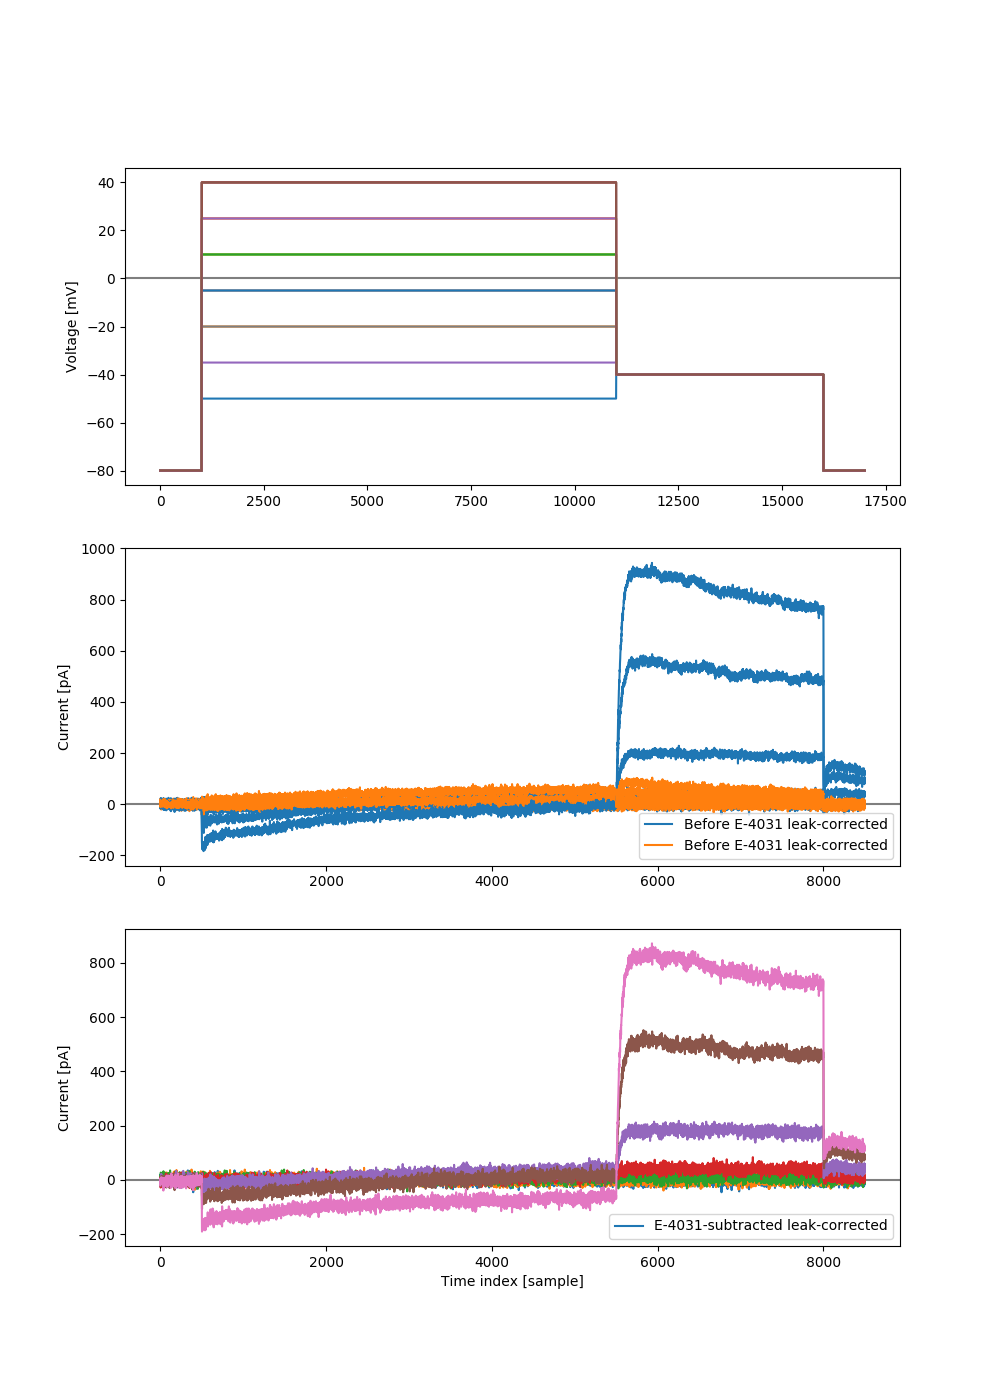 40
20
0
−20
−40
−60
−80
Voltage [mV]
0 2500 5000 7500 10000 12500 15000 17500
1000
800
600
400
200
0
−200
Current [pA]
Before E-4031 leak-corrected
Before E-4031 leak-corrected
0 2000 4000 6000 8000
800
600
400
200
0
−200
Current [pA]
E-4031-subtracted leak-corrected
0 2000 4000 6000 8000
Time index [sample]